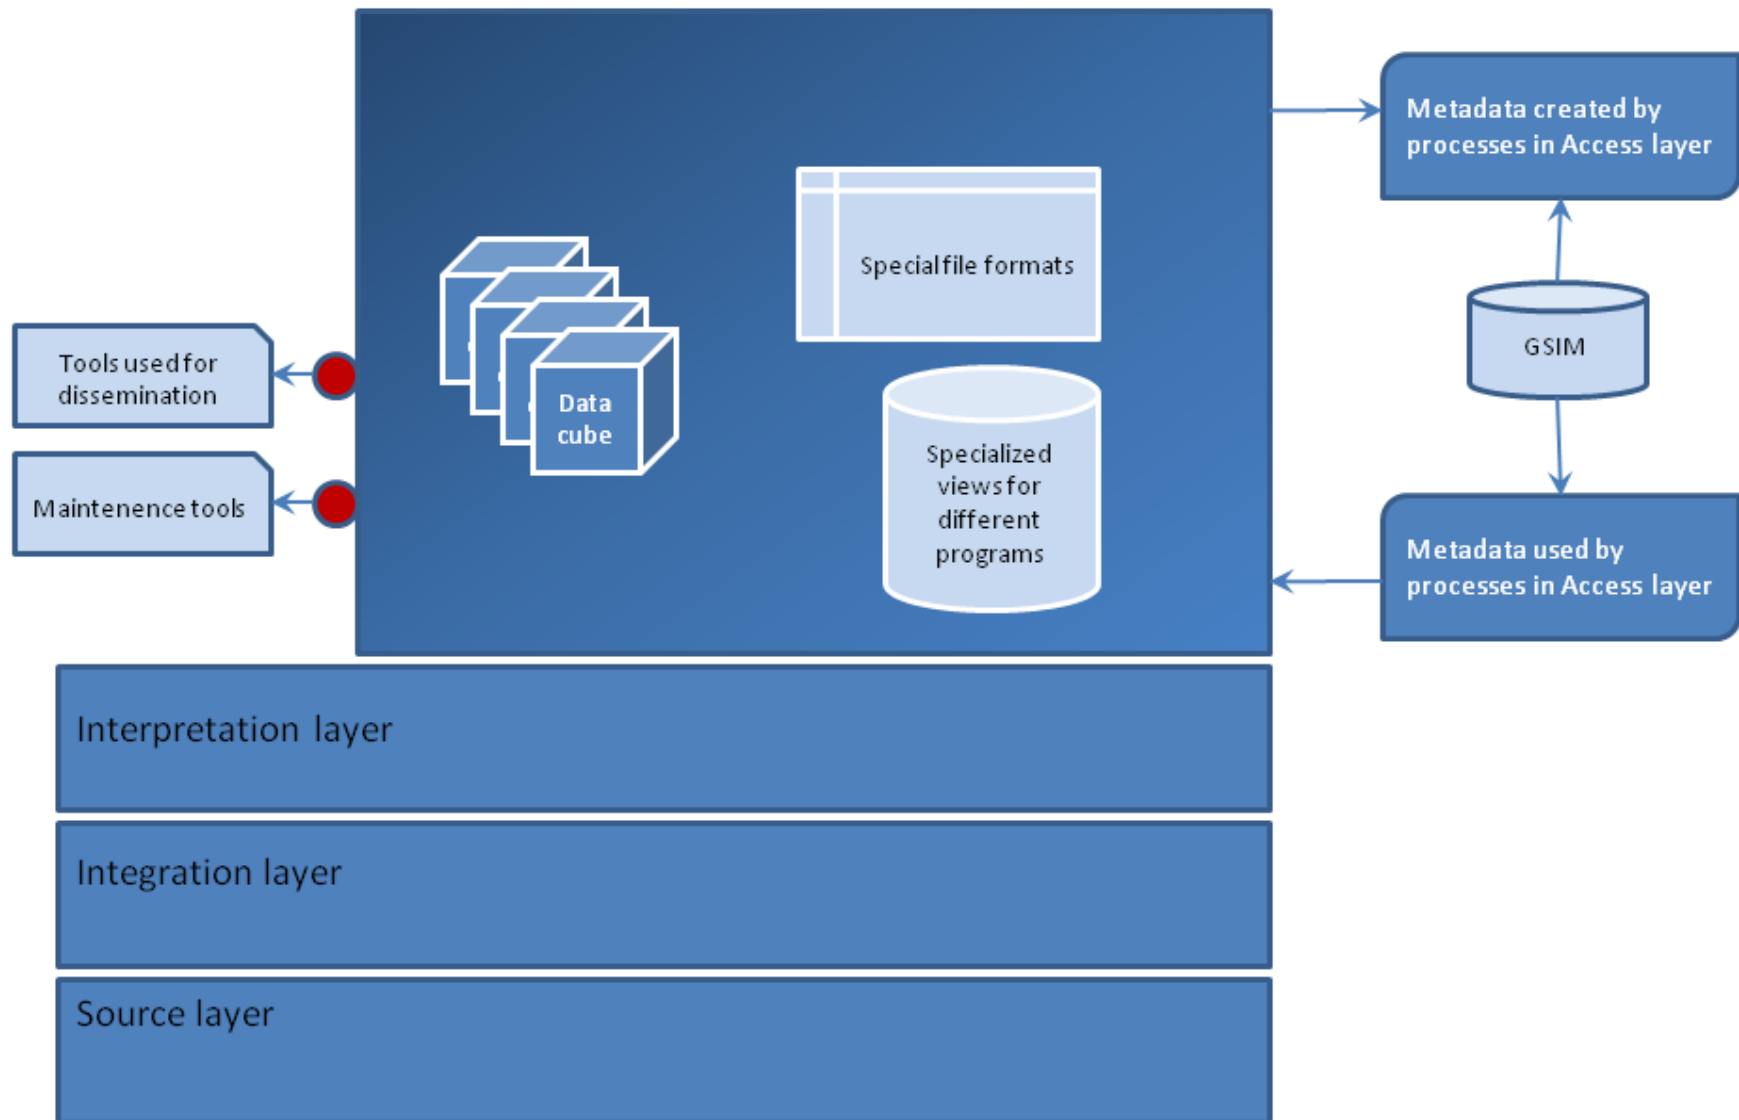 Metadata created by
processes in Access layer
Special file formats
GSIM
Tools used for
dissemination
Data
cube
Specialized
views for
different
programs
Maintenence tools
Metadata used by
processes in Access layer
Interpretation layer
Integration layer
Source layer